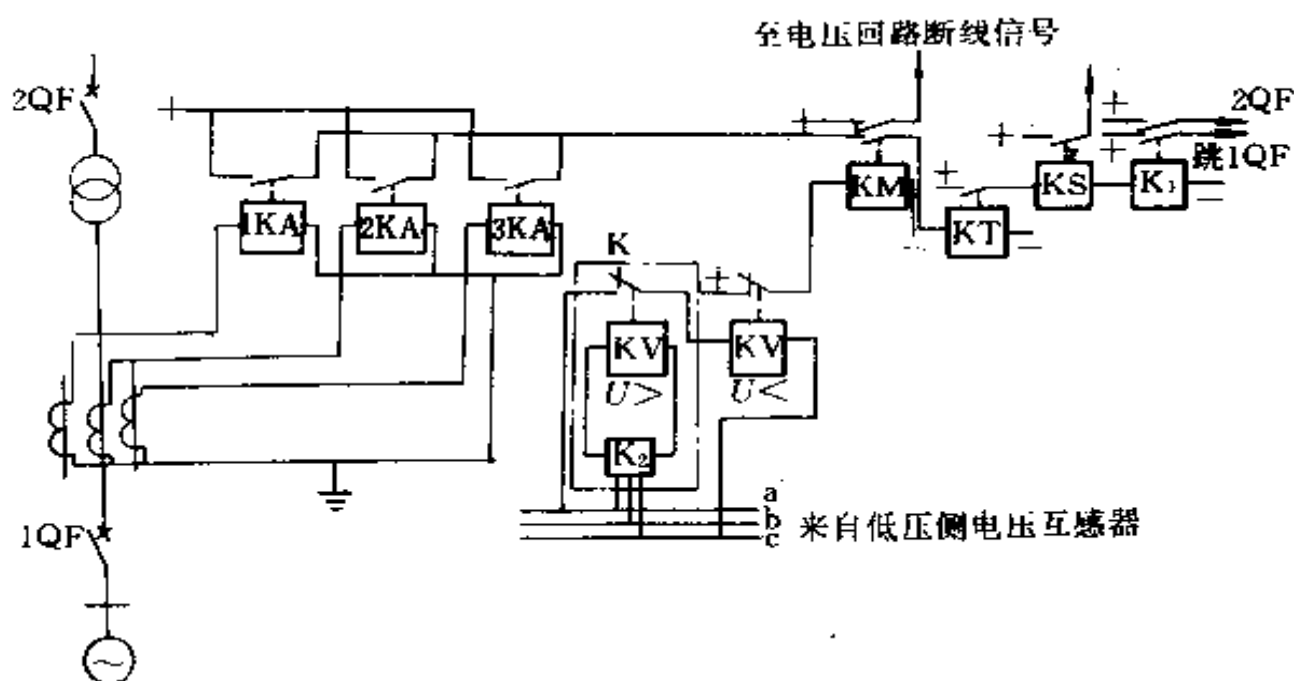 至电压回路断线信号
2QF
+
+
+
+
2QF
+
跳1QF
KM
KS
K₁
+
1KA
2KA
3KA
KT
K
+
KV
KV
U>
U<
K₂
a
b
c
来自低压侧电压互感器
1QF
~